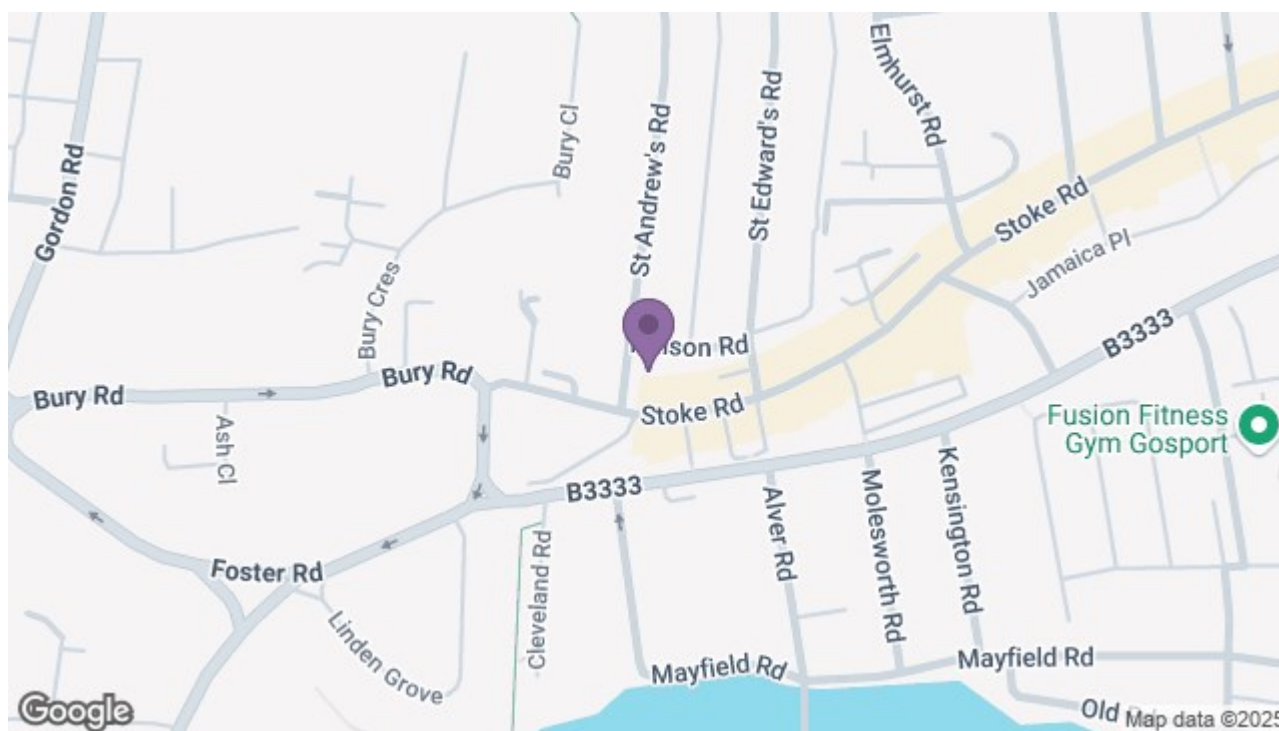 Gordon Rd
Bury Cl
St Andrew's Rd
St Edward's Rd
Elmhurst Rd
Stoke Rd
Jamaica Pl
Bury Cres
Rd
B3333
Bury Rd
Bury Rd
Stoke Rd
Fusion Fitness
Gym Gosport
Ash Cl
B3333
Alver Rd
Molesworth Rd
Kensington Rd
Foster Rd
Cleveland Rd
Linden Grove
Mayfield Rd
Mayfield Rd
Old
Google
Map data ©2025